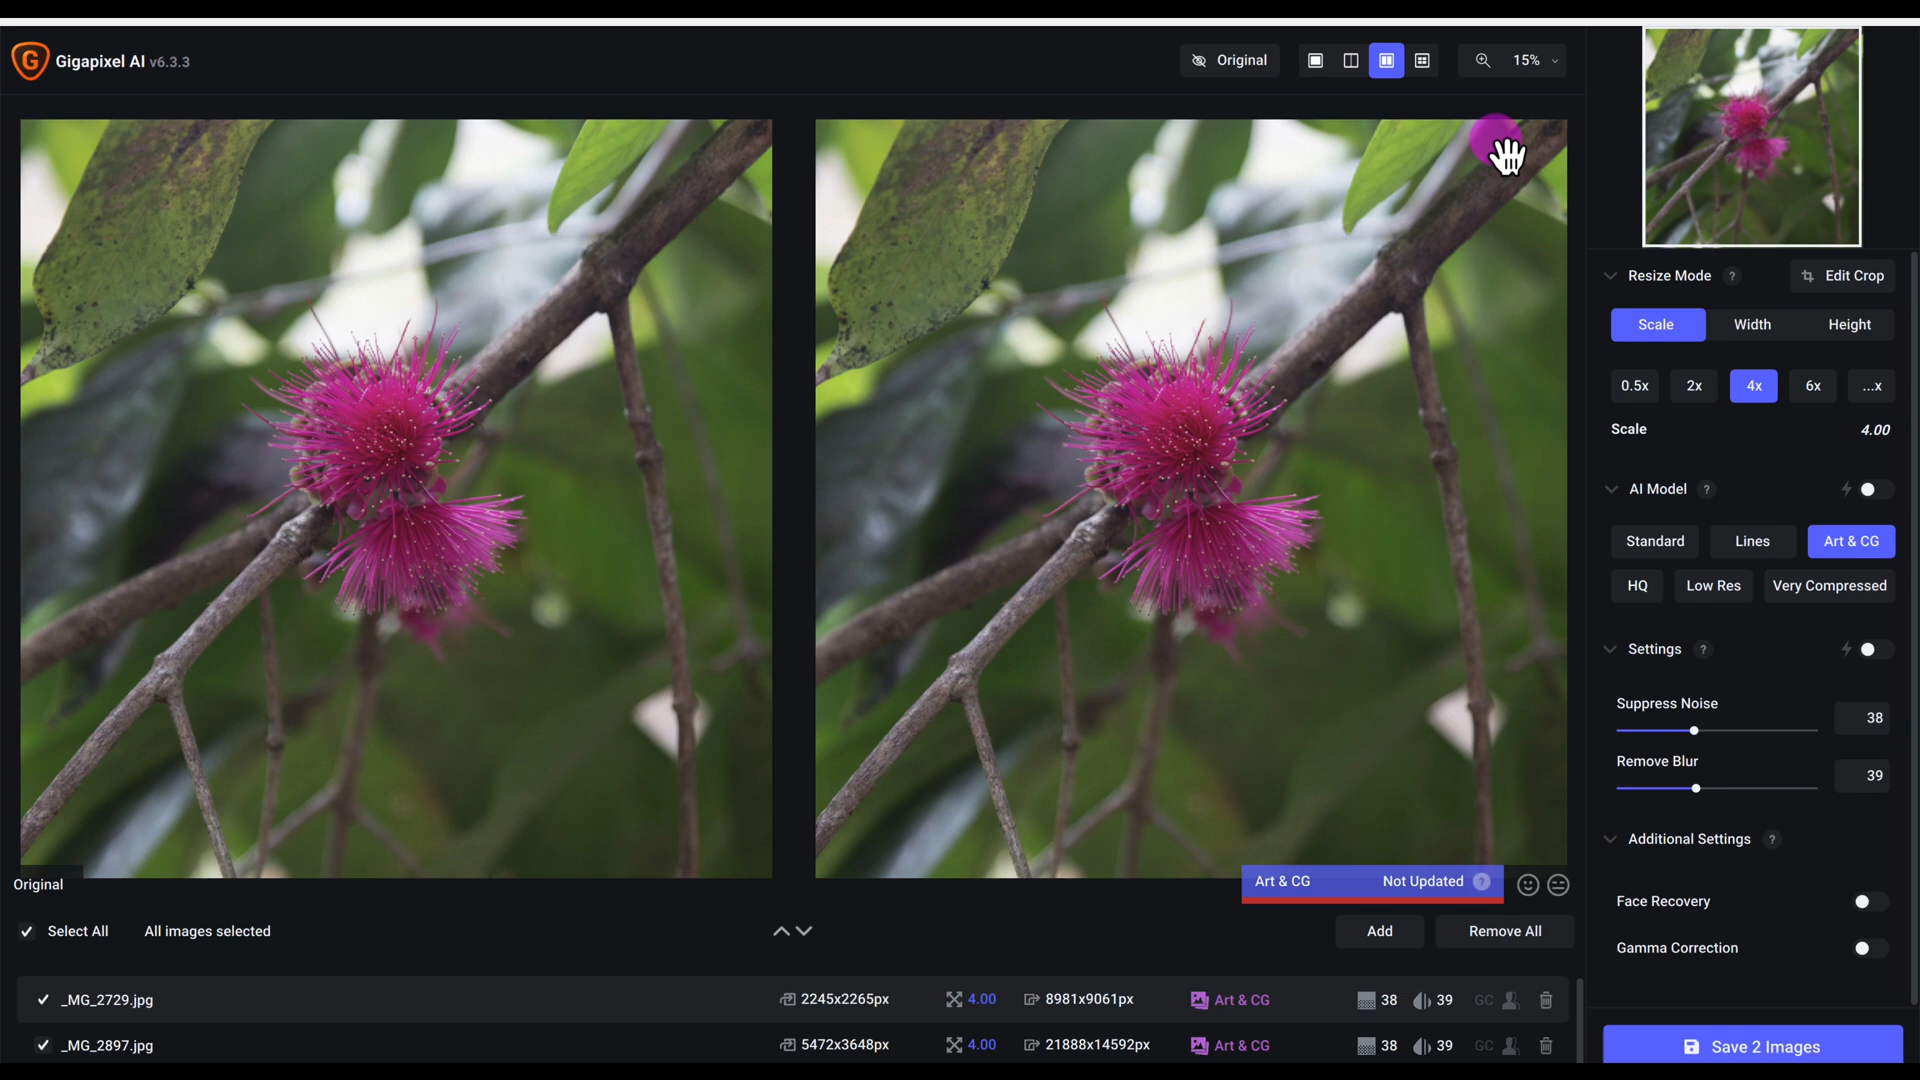 Gigapixel AI v6.3.3
Original
15%
Resize Mode ? Edit Crop
Scale Width Height
0.5x 2x 4x 6x ...x
Scale 4.00
AI Model ?
Standard Lines Art & CG
HQ Low Res Very Compressed
Settings ?
Suppress Noise 38
Remove Blur 39
Additional Settings ?
Face Recovery
Gamma Correction
Original
Art & CG Not Updated ?
Select All All images selected Add Remove All
_MG_2729.jpg 2245x2265px 4.00 8981x9061px Art & CG 38 39 GC
_MG_2897.jpg 5472x3648px 4.00 21888x14592px Art & CG 38 39 GC
Save 2 Images